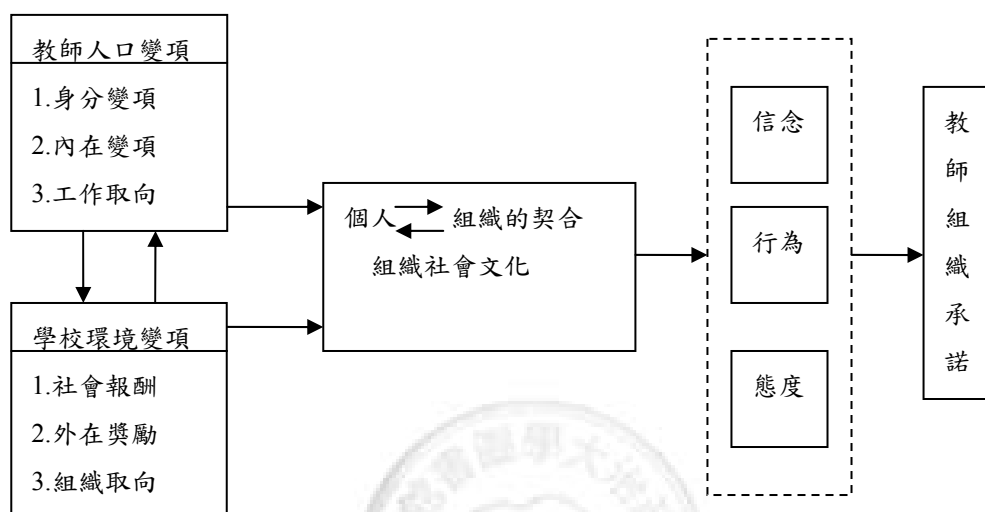 教師人口變項
1.身分變項
2.內在變項
3.工作取向
學校環境變項
1.社會報酬
2.外在獎勵
3.組織取向
個人 組織的契合
組織社會文化
信念
行為
態度
教師組織承諾